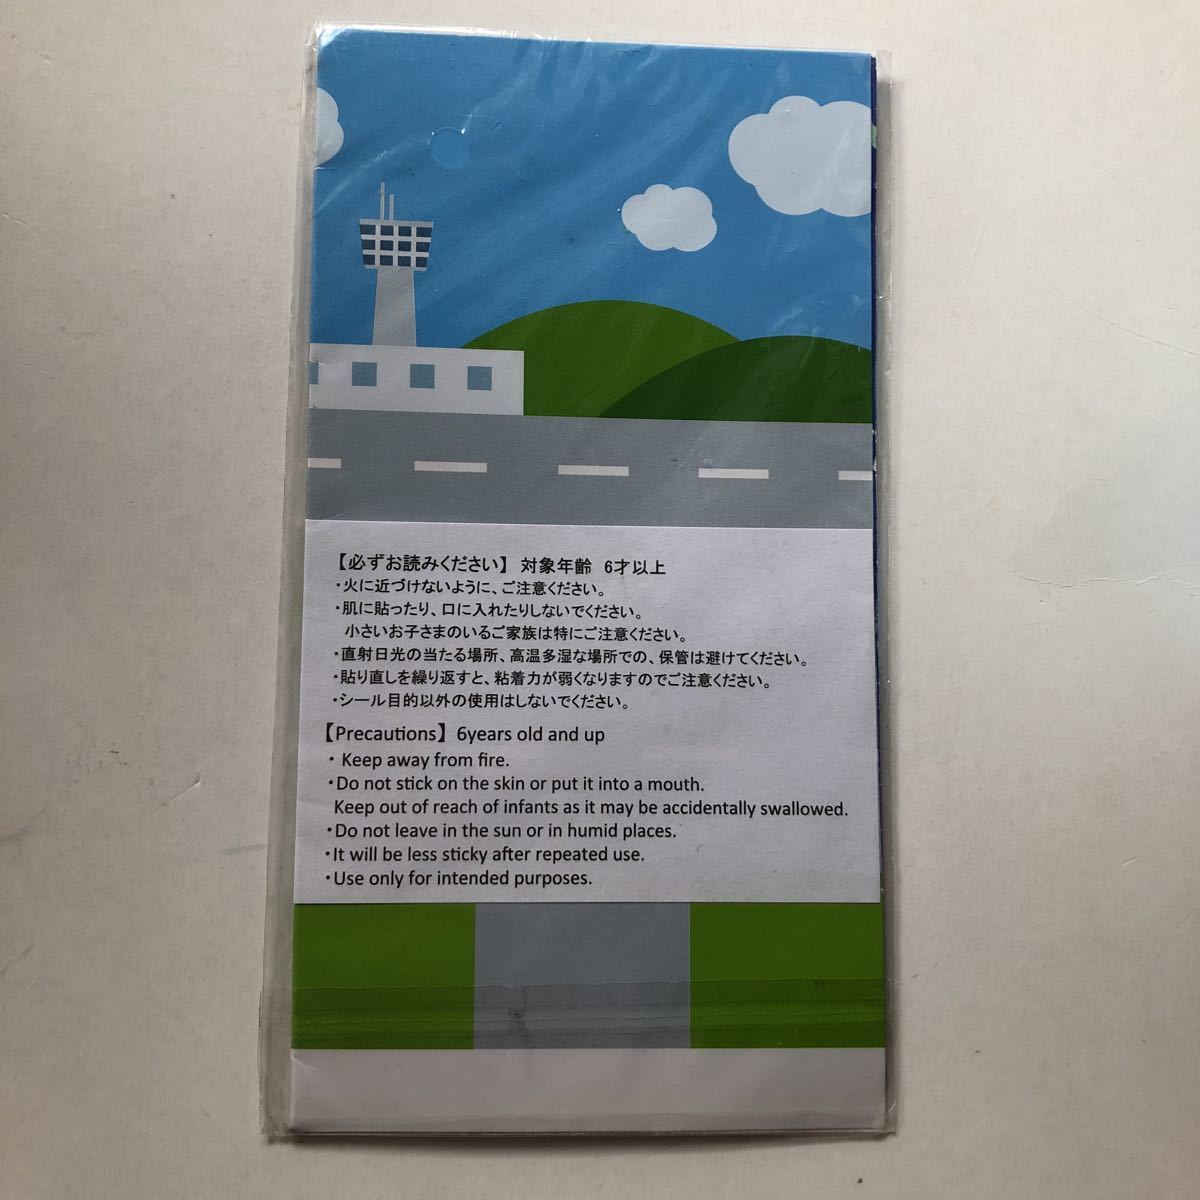 【必ずお読みください】 対象年齢 6才以上
・火に近づけないように、ご注意ください。
・肌に貼ったり、口に入れたりしないでください。
小さいお子さまのいるご家族は特にご注意ください。
・直射日光の当たる場所、高温多湿な場所での、保管は避けてください。
・貼り直しを繰り返すと、粘着力が弱くなりますのでご注意ください。
・シール目的以外の使用はしないでください。
【Precautions】 6years old and up
・ Keep away from fire.
・Do not stick on the skin or put it into a mouth.
Keep out of reach of infants as it may be accidentally swallowed.
・Do not leave in the sun or in humid places.
・It will be less sticky after repeated use.
・Use only for intended purposes.